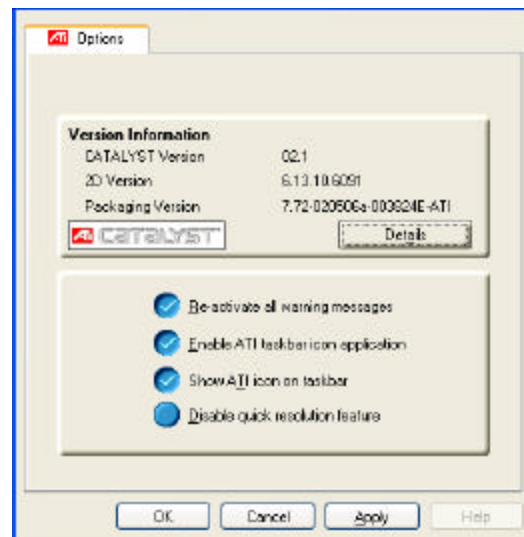 ATI Options
Version Information
CATALYST Version 02.1
2D Version 6.13.10.6091
Packaging Version 7.72-020506a-003924E-ATI
ATI CATALYST Details
Re-activate all warning messages
Enable ATI taskbar icon application
Show ATI icon on taskbar
Disable quick resolution feature
OK Cancel Apply Help